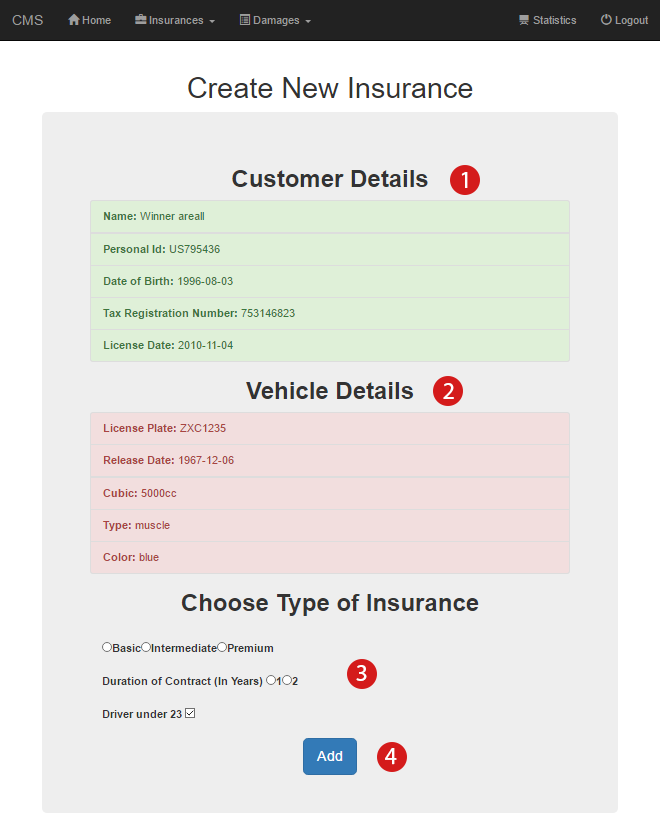 CMS Home Insurances Damages Statistics Logout
Create New Insurance
Customer Details 1
Name: Winner areall
Personal Id: US795436
Date of Birth: 1996-08-03
Tax Registration Number: 753146823
License Date: 2010-11-04
Vehicle Details 2
License Plate: ZXC1235
Release Date: 1967-12-06
Cubic: 5000cc
Type: muscle
Color: blue
Choose Type of Insurance
Basic Intermediate Premium
Duration of Contract (In Years) 1 2 3
Driver under 23
Add 4